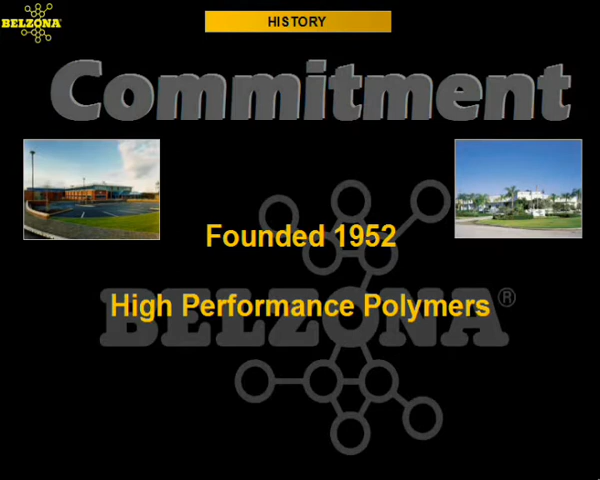 BELZONA®
HISTORY
Commitment
Founded 1952
High Performance Polymers
BELZONA®